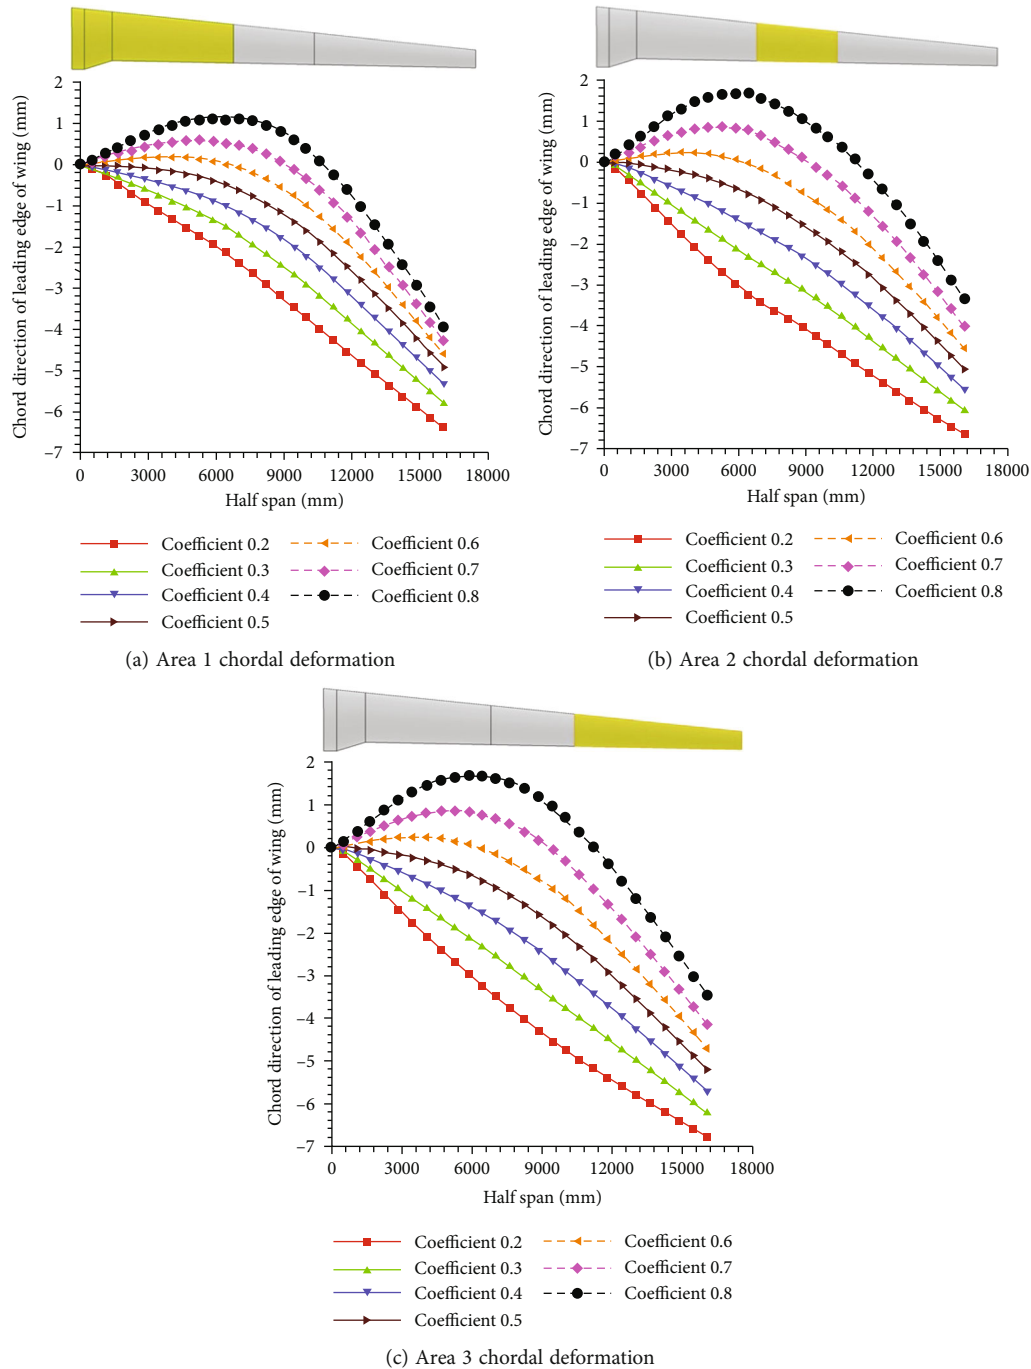 2
1
0
−1
−2
−3
−4
−5
−6
−7
Chord direction of leading edge of wing (mm)
0 3000 6000 9000 12000 15000 18000
Half span (mm)
Coefficient 0.2
Coefficient 0.3
Coefficient 0.4
Coefficient 0.5
Coefficient 0.6
Coefficient 0.7
Coefficient 0.8
(a) Area 1 chordal deformation
2
1
0
−1
−2
−3
−4
−5
−6
−7
Chord direction of leading edge of wing (mm)
0 3000 6000 9000 12000 15000 18000
Half span (mm)
Coefficient 0.2
Coefficient 0.3
Coefficient 0.4
Coefficient 0.5
Coefficient 0.6
Coefficient 0.7
Coefficient 0.8
(b) Area 2 chordal deformation
2
1
0
−1
−2
−3
−4
−5
−6
−7
Chord direction of leading edge of wing (mm)
0 3000 6000 9000 12000 15000 18000
Half span (mm)
Coefficient 0.2
Coefficient 0.3
Coefficient 0.4
Coefficient 0.5
Coefficient 0.6
Coefficient 0.7
Coefficient 0.8
(c) Area 3 chordal deformation